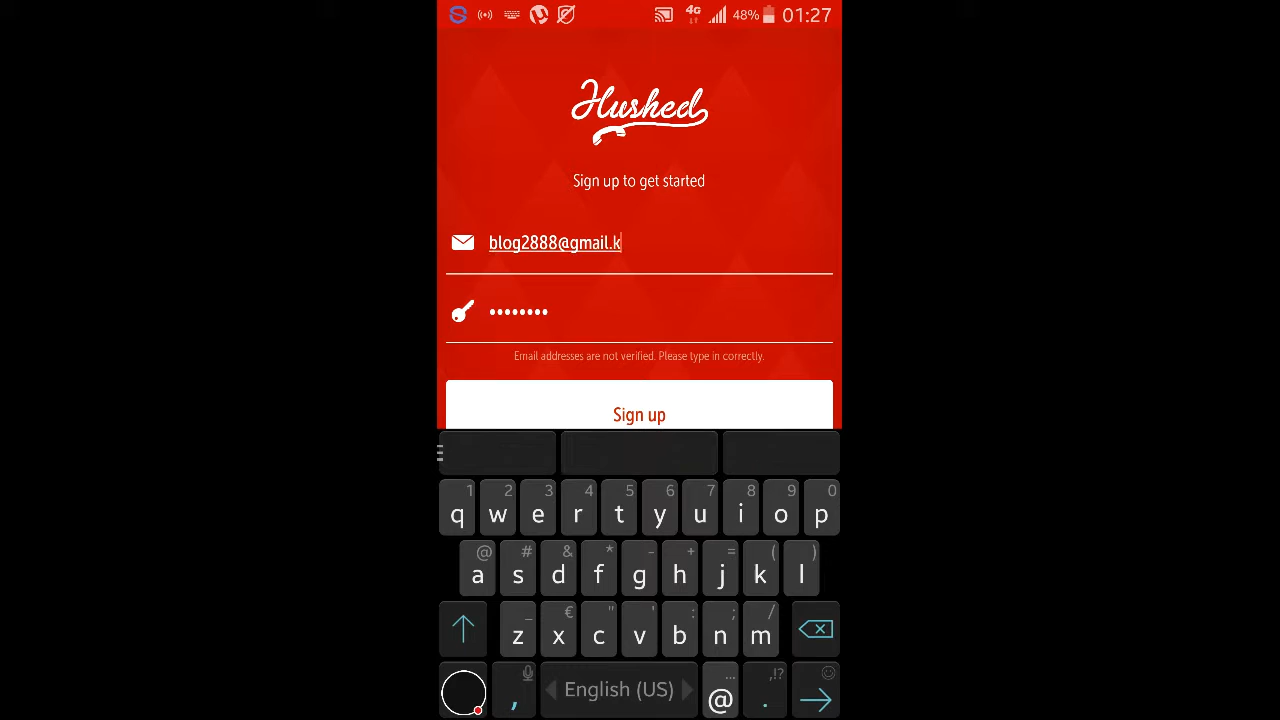 4G 48% 01:27
Hushed
Sign up to get started
blog2888@gmail.k
••••••••
Email addresses are not verified. Please type in correctly.
Sign up
1 2 3 4 5 6 7 8 9 0
q w e r t y u i o p
@ # & * - + = ( )
a s d f g h j k l
_ € " ' : ; /
z x c v b n m
... ,!?
, English (US) @ .